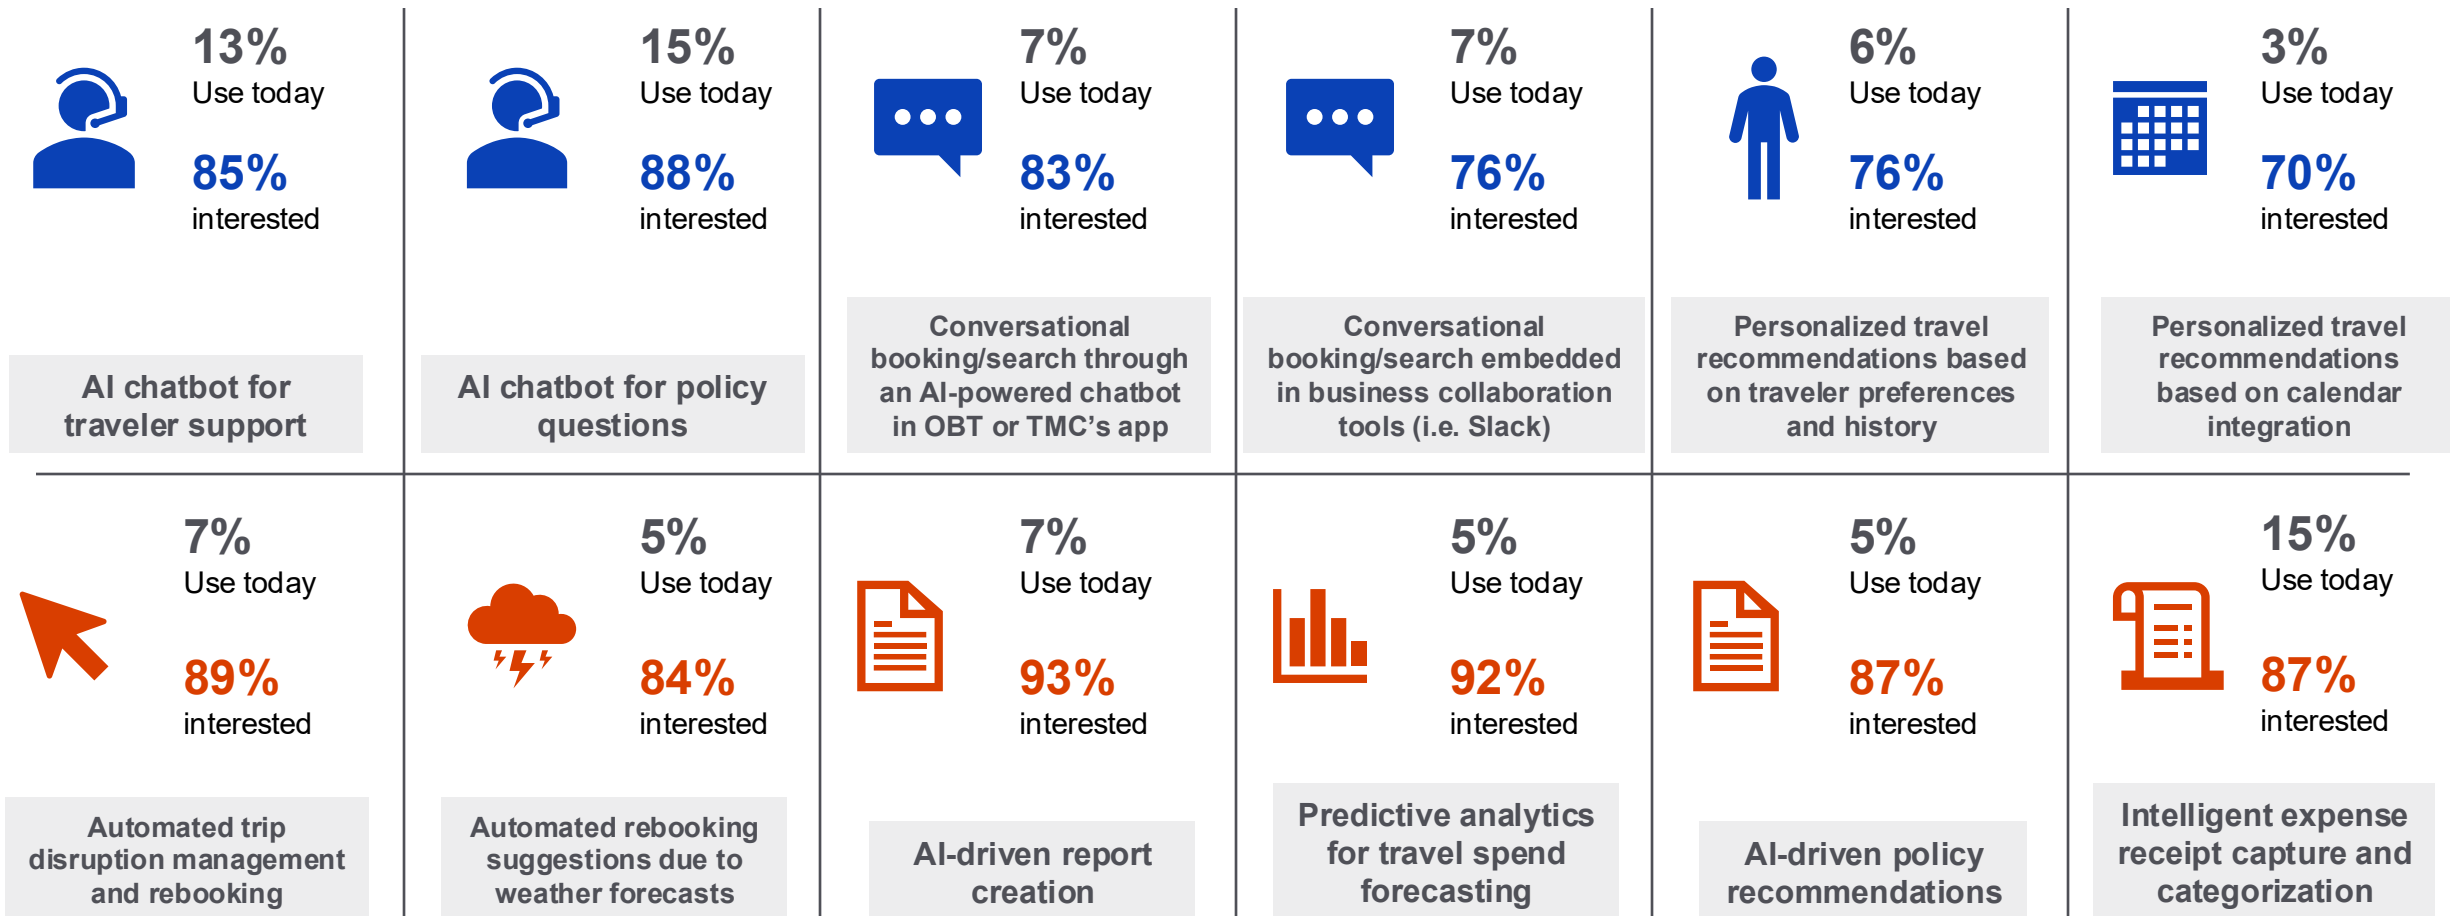 13%
Use today
85%
interested
AI chatbot for
traveler support
15%
Use today
88%
interested
AI chatbot for policy
questions
7%
Use today
83%
interested
Conversational
booking/search through
an AI-powered chatbot
in OBT or TMC’s app
7%
Use today
76%
interested
Conversational
booking/search embedded
in business collaboration
tools (i.e. Slack)
6%
Use today
76%
interested
Personalized travel
recommendations based
on traveler preferences
and history
3%
Use today
70%
interested
Personalized travel
recommendations
based on calendar
integration
7%
Use today
89%
interested
Automated trip
disruption management
and rebooking
5%
Use today
84%
interested
Automated rebooking
suggestions due to
weather forecasts
7%
Use today
93%
interested
AI-driven report
creation
5%
Use today
92%
interested
Predictive analytics
for travel spend
forecasting
5%
Use today
87%
interested
AI-driven policy
recommendations
15%
Use today
87%
interested
Intelligent expense
receipt capture and
categorization